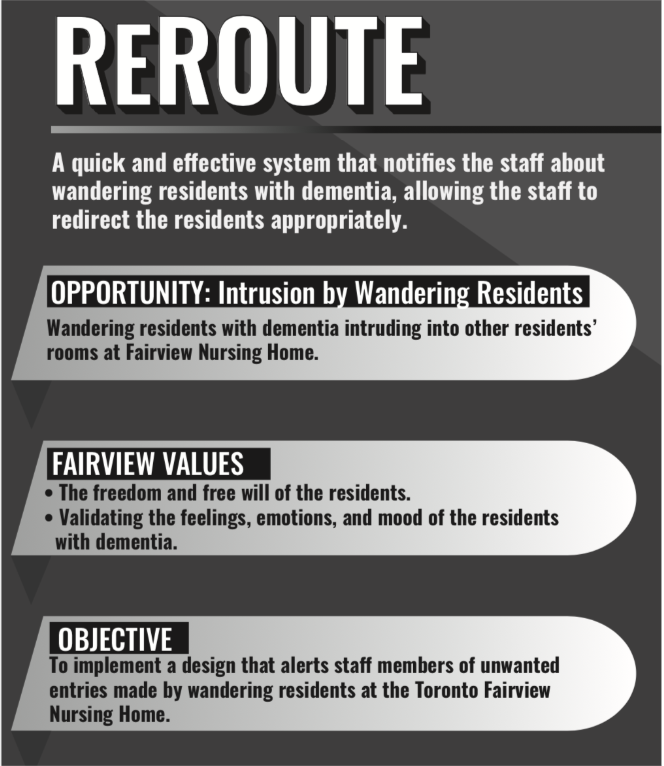 REROUTE
A quick and effective system that notifies the staff about
wandering residents with dementia, allowing the staff to
redirect the residents appropriately.
OPPORTUNITY: Intrusion by Wandering Residents
Wandering residents with dementia intruding into other residents'
rooms at Fairview Nursing Home.
FAIRVIEW VALUES
• The freedom and free will of the residents.
• Validating the feelings, emotions, and mood of the residents
with dementia.
OBJECTIVE
To implement a design that alerts staff members of unwanted
entries made by wandering residents at the Toronto Fairview
Nursing Home.